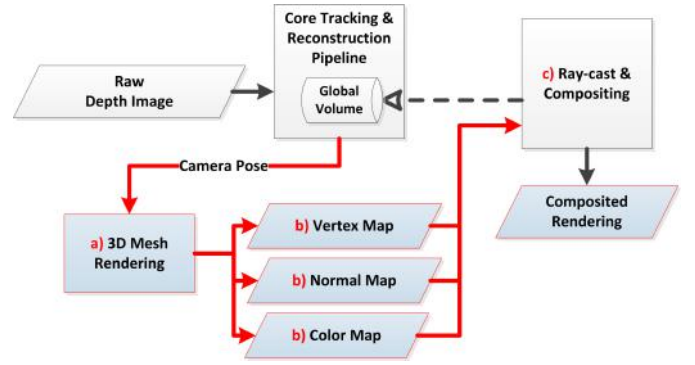 Core Tracking &
Reconstruction
Pipeline
Global
Volume
Raw
Depth Image
c) Ray-cast &
Compositing
Camera Pose
Composited
Rendering
a) 3D Mesh
Rendering
b) Vertex Map
b) Normal Map
b) Color Map